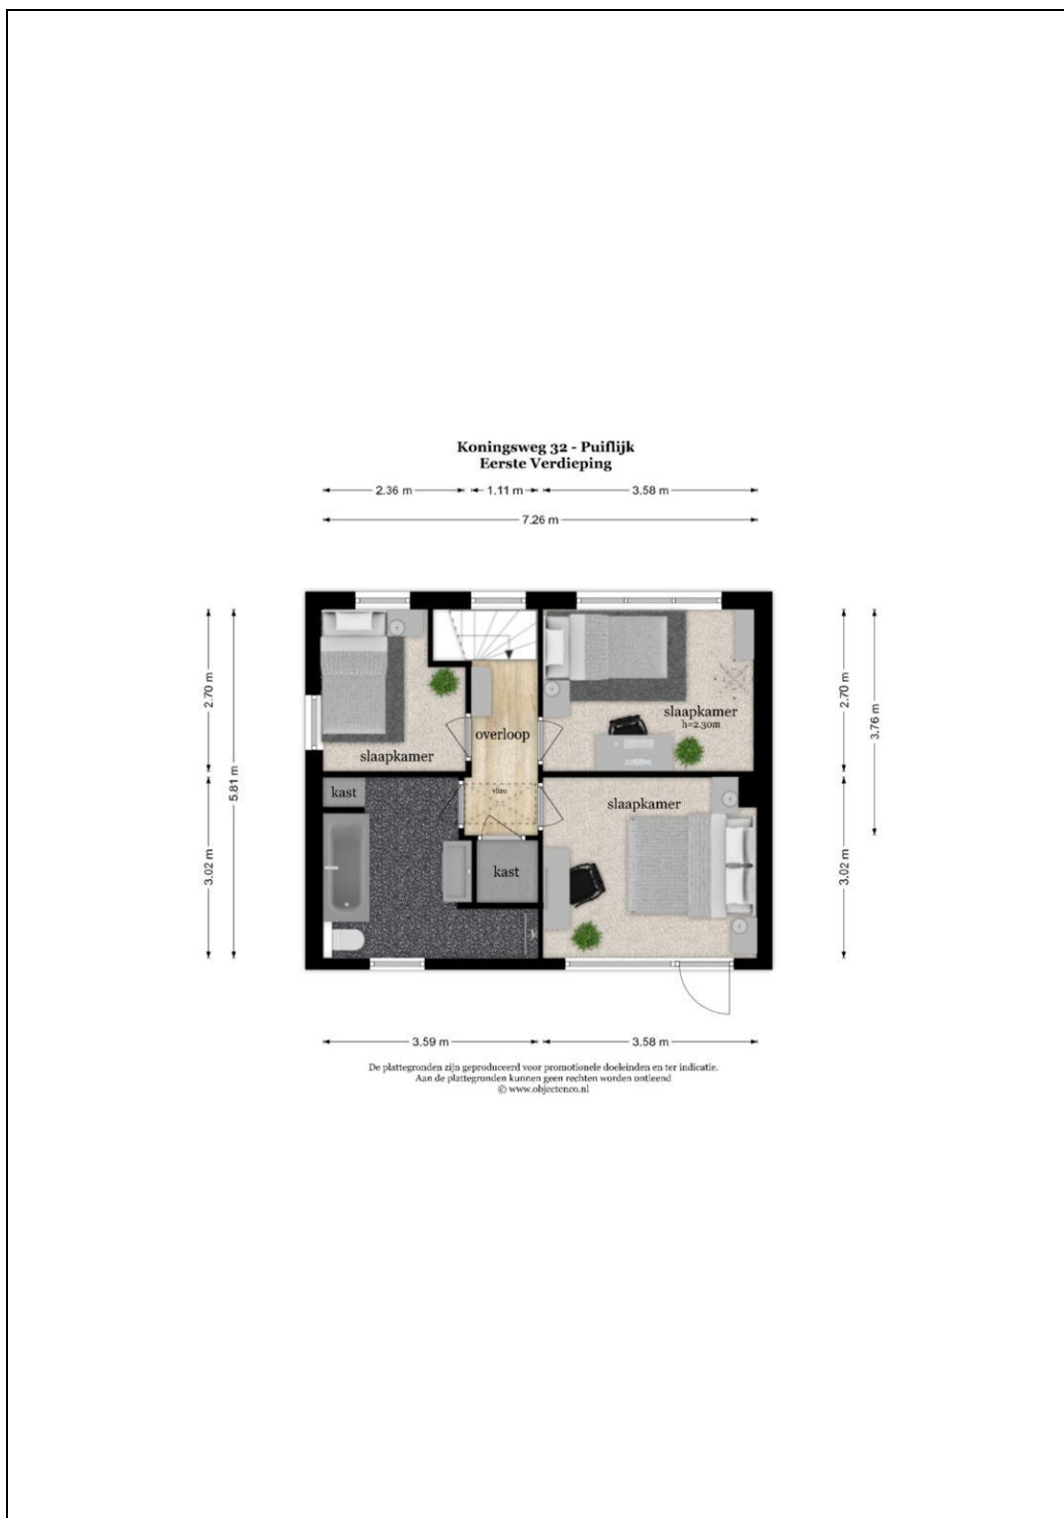 Koningsweg 32 - Puiflijk
Eerste Verdieping
2.36 m
1.11 m
3.58 m
7.26 m
2.70 m
5.81 m
3.02 m
2.70 m
3.76 m
3.02 m
slaapkamer
overloop
slaapkamer
h=2.30m
kast
vlizo
slaapkamer
kast
3.59 m
3.58 m
De plattegronden zijn geproduceerd voor promotionele doeleinden en ter indicatie.
Aan de plattegronden kunnen geen rechten worden ontleend
© www.objectenco.nl